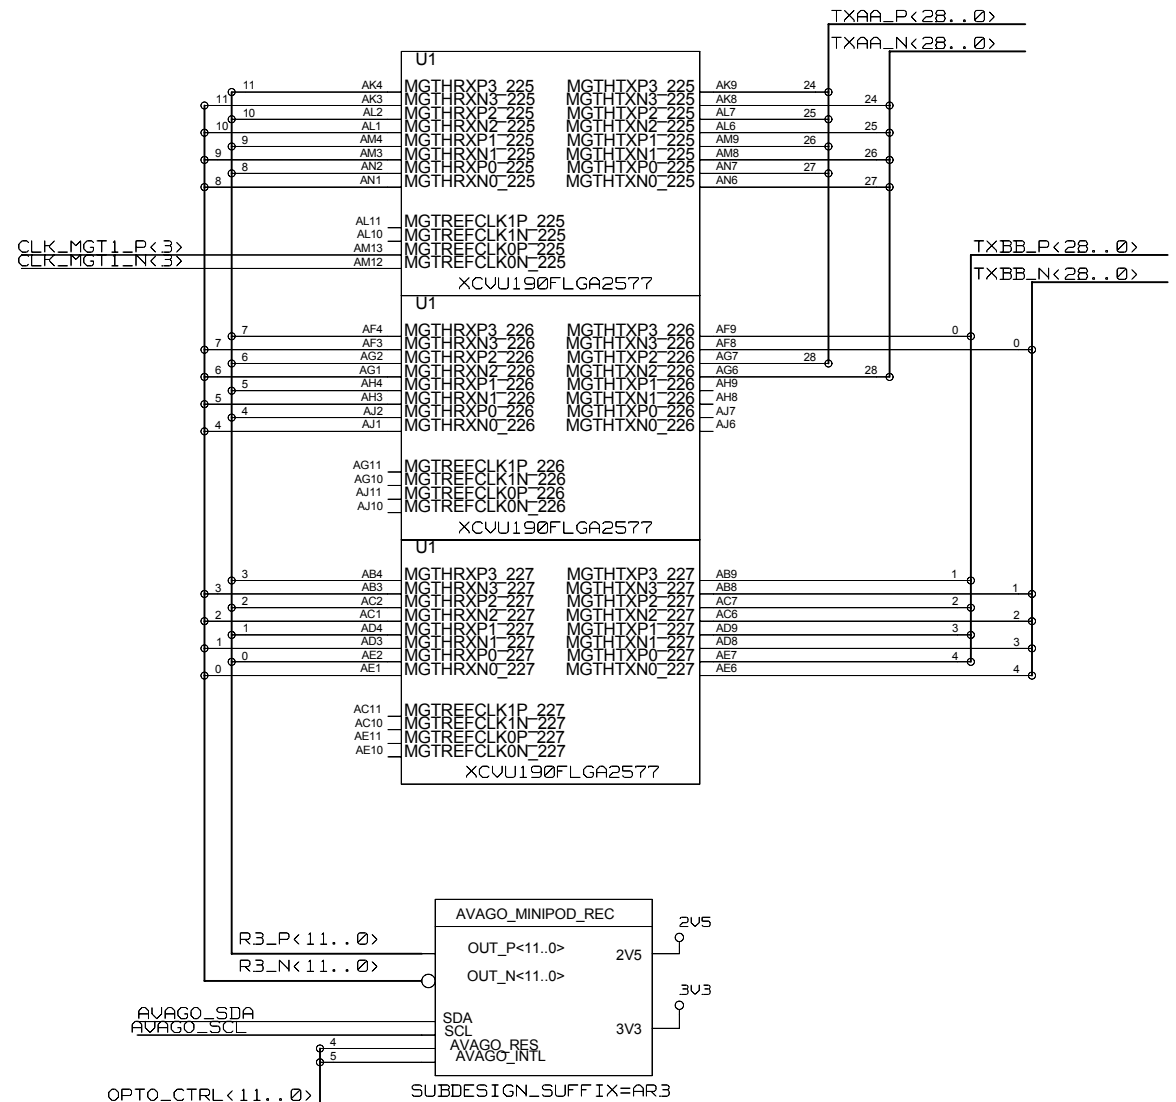 TXAA_P<28..0>
TXAA_N<28..0>
U1
11 AK4 MGTHRXP3_225 MGTHTXP3_225 AK9 24
11 AK3 MGTHRXN3_225 MGTHTXN3_225 AK8 24
10 AL2 MGTHRXP2_225 MGTHTXP2_225 AL7 25
10 AL1 MGTHRXN2_225 MGTHTXN2_225 AL6 25
9 AM4 MGTHRXP1_225 MGTHTXP1_225 AM9 26
9 AM3 MGTHRXN1_225 MGTHTXN1_225 AM8 26
8 AN2 MGTHRXP0_225 MGTHTXP0_225 AN7 27
8 AN1 MGTHRXN0_225 MGTHTXN0_225 AN6 27
AL11 MGTREFCLK1P_225
AL10 MGTREFCLK1N_225
CLK_MGT1_P<3> AM13 MGTREFCLK0P_225 TXBB_P<28..0>
CLK_MGT1_N<3> AM12 MGTREFCLK0N_225 TXBB_N<28..0>
XCVU190FLGA2577
U1
7 AF4 MGTHRXP3_226 MGTHTXP3_226 AF9 0
7 AF3 MGTHRXN3_226 MGTHTXN3_226 AF8 0
6 AG2 MGTHRXP2_226 MGTHTXP2_226 AG7 28
6 AG1 MGTHRXN2_226 MGTHTXN2_226 AG6 28
5 AH4 MGTHRXP1_226 MGTHTXP1_226 AH9
5 AH3 MGTHRXN1_226 MGTHTXN1_226 AH8
4 AJ2 MGTHRXP0_226 MGTHTXP0_226 AJ7
4 AJ1 MGTHRXN0_226 MGTHTXN0_226 AJ6
AG11 MGTREFCLK1P_226
AG10 MGTREFCLK1N_226
AJ11 MGTREFCLK0P_226
AJ10 MGTREFCLK0N_226
XCVU190FLGA2577
U1
3 AB4 MGTHRXP3_227 MGTHTXP3_227 AB9 1
3 AB3 MGTHRXN3_227 MGTHTXN3_227 AB8 1
2 AC2 MGTHRXP2_227 MGTHTXP2_227 AC7 2
2 AC1 MGTHRXN2_227 MGTHTXN2_227 AC6 2
1 AD4 MGTHRXP1_227 MGTHTXP1_227 AD9 3
1 AD3 MGTHRXN1_227 MGTHTXN1_227 AD8 3
0 AE2 MGTHRXP0_227 MGTHTXP0_227 AE7 4
0 AE1 MGTHRXN0_227 MGTHTXN0_227 AE6 4
AC11 MGTREFCLK1P_227
AC10 MGTREFCLK1N_227
AE11 MGTREFCLK0P_227
AE10 MGTREFCLK0N_227
XCVU190FLGA2577
AVAGO_MINIPOD_REC
2V5
R3_P<11..0> OUT_P<11..0> 2V5
R3_N<11..0> OUT_N<11..0>
3V3
AVAGO_SDA SDA
AVAGO_SCL SCL 3V3
4 AVAGO_RES
5 AVAGO_INTL
OPTO_CTRL<11..0> SUBDESIGN_SUFFIX=AR3